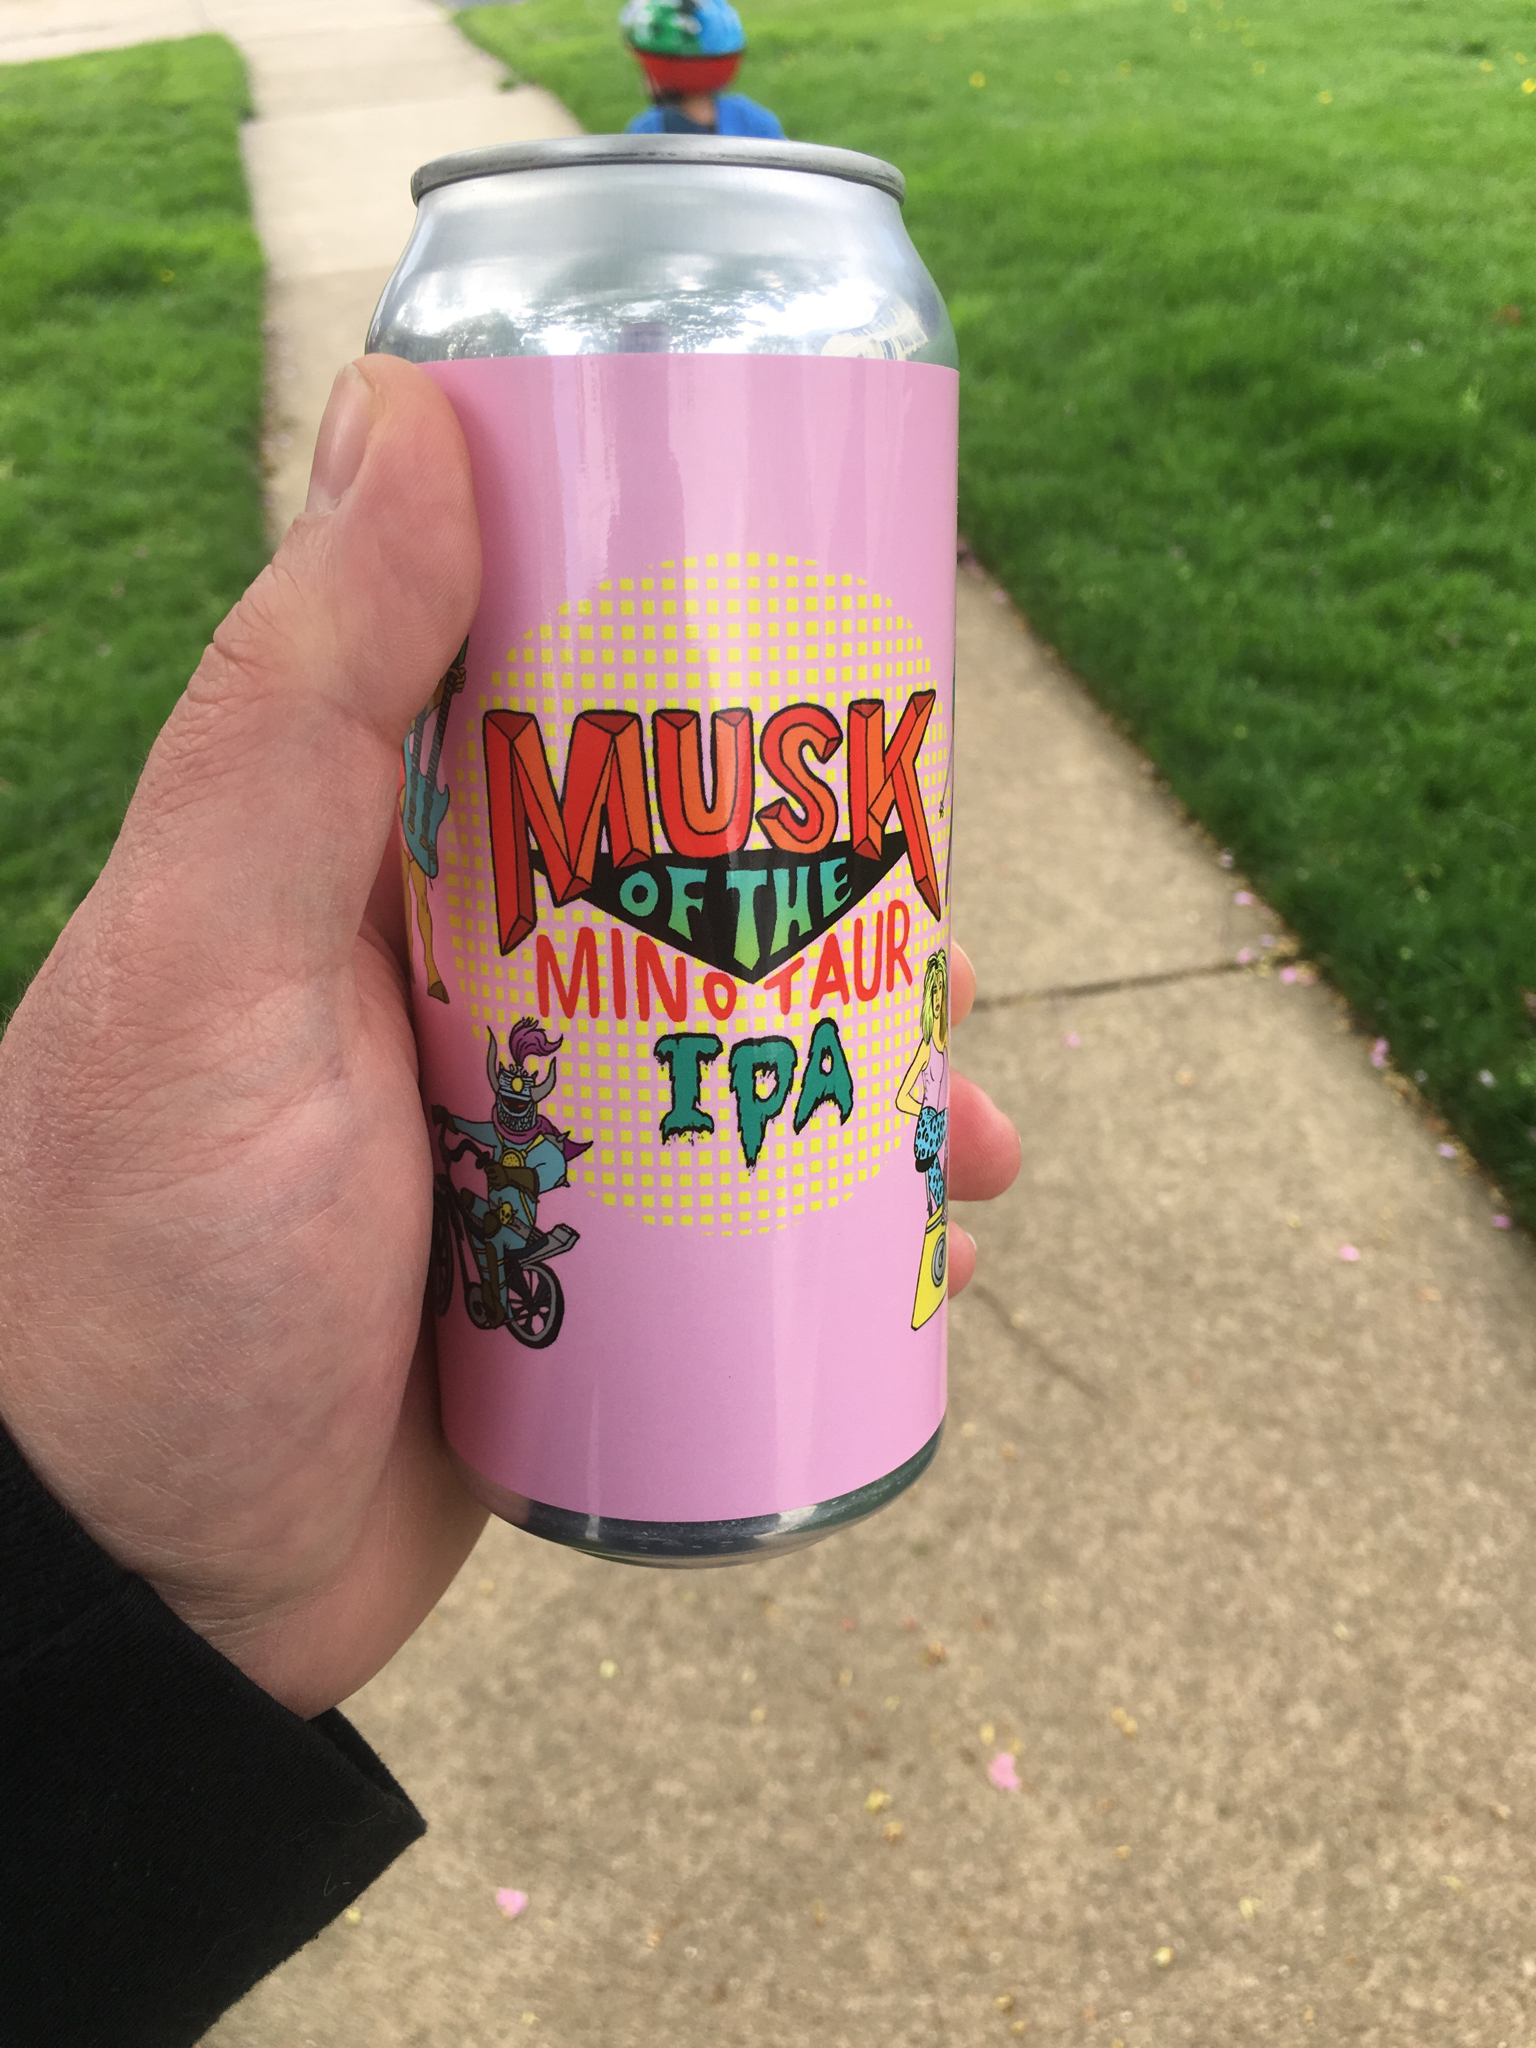 MUSK
OF THE
MINOTAUR
IPA